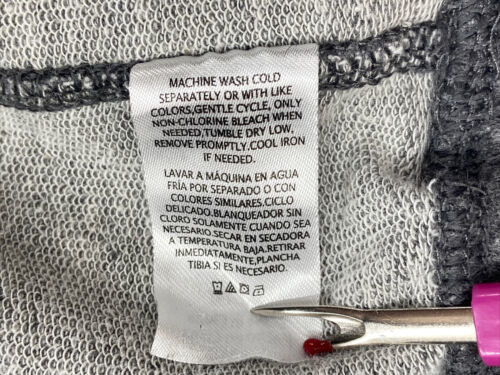 MACHINE WASH COLD
SEPARATELY OR WITH LIKE
COLORS,GENTLE CYCLE, ONLY
NON-CHLORINE BLEACH WHEN
NEEDED,TUMBLE DRY LOW,
REMOVE PROMPTLY.COOL IRON
IF NEEDED.
LAVAR A MÁQUINA EN AGUA
FRÍA POR SEPARADO O CON
COLORES SIMILARES.CICLO
DELICADO.BLANQUEADOR SIN
CLORO SOLAMENTE CUANDO SEA
NECESARIO.SECAR EN SECADORA
A TEMPERATURA BAJA.RETIRAR
INMEDIATAMENTE,PLANCHA
TIBIA SI ES NECESARIO.